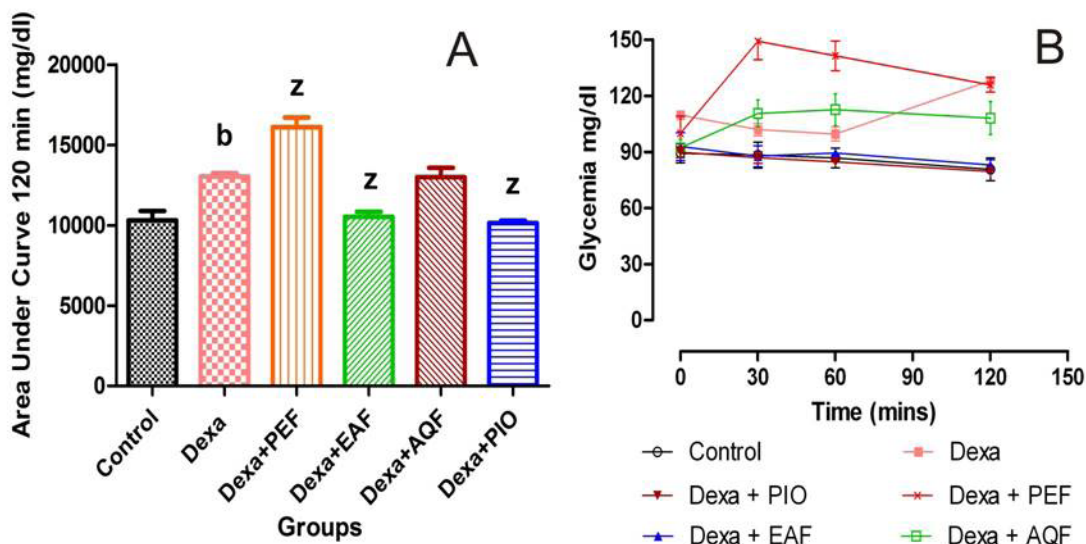 A
Area Under Curve 120 min (mg/dl)
20000
15000
10000
5000
0
b
z
z
z
Control
Dexa
Dexa+PEF
Dexa+EAF
Dexa+AQF
Dexa+PIO
Groups
B
Glycemia mg/dl
150
120
90
60
30
0
0 30 60 90 120 150
Time (mins)
Control
Dexa
Dexa + PIO
Dexa + PEF
Dexa + EAF
Dexa + AQF